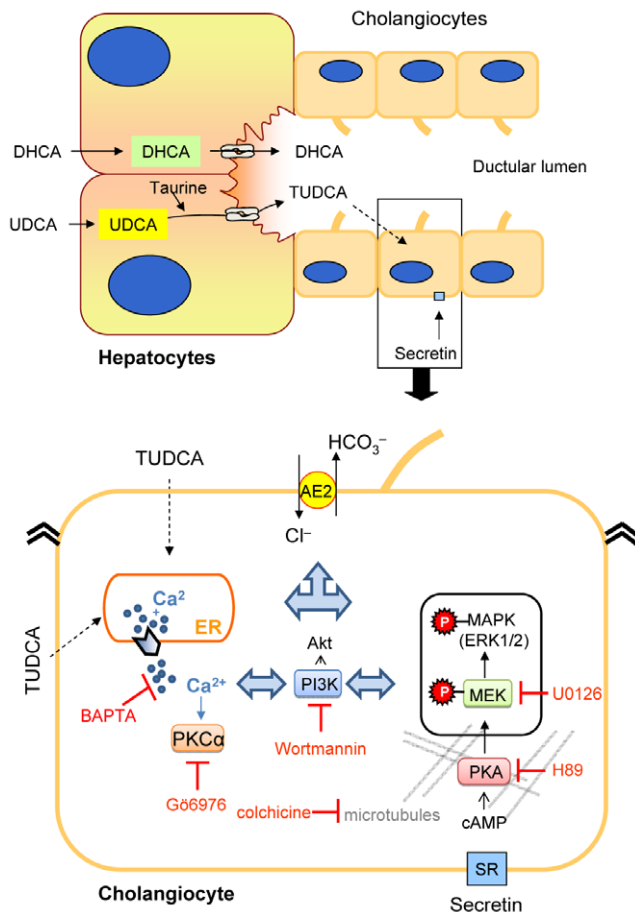 Cholangiocytes
DHCA
DHCA
DHCA
Ductular lumen
Taurine
TUDCA
UDCA
UDCA
Secretin
Hepatocytes
TUDCA
HCO₃⁻
AE2
Cl⁻
Ca²
+
ER
TUDCA
BAPTA
Ca²⁺
PKCα
Gö6976
Akt
PI3K
Wortmannin
colchicine
microtubules
P
MAPK
(ERK1/2)
P
MEK
U0126
PKA
H89
cAMP
SR
Secretin
Cholangiocyte